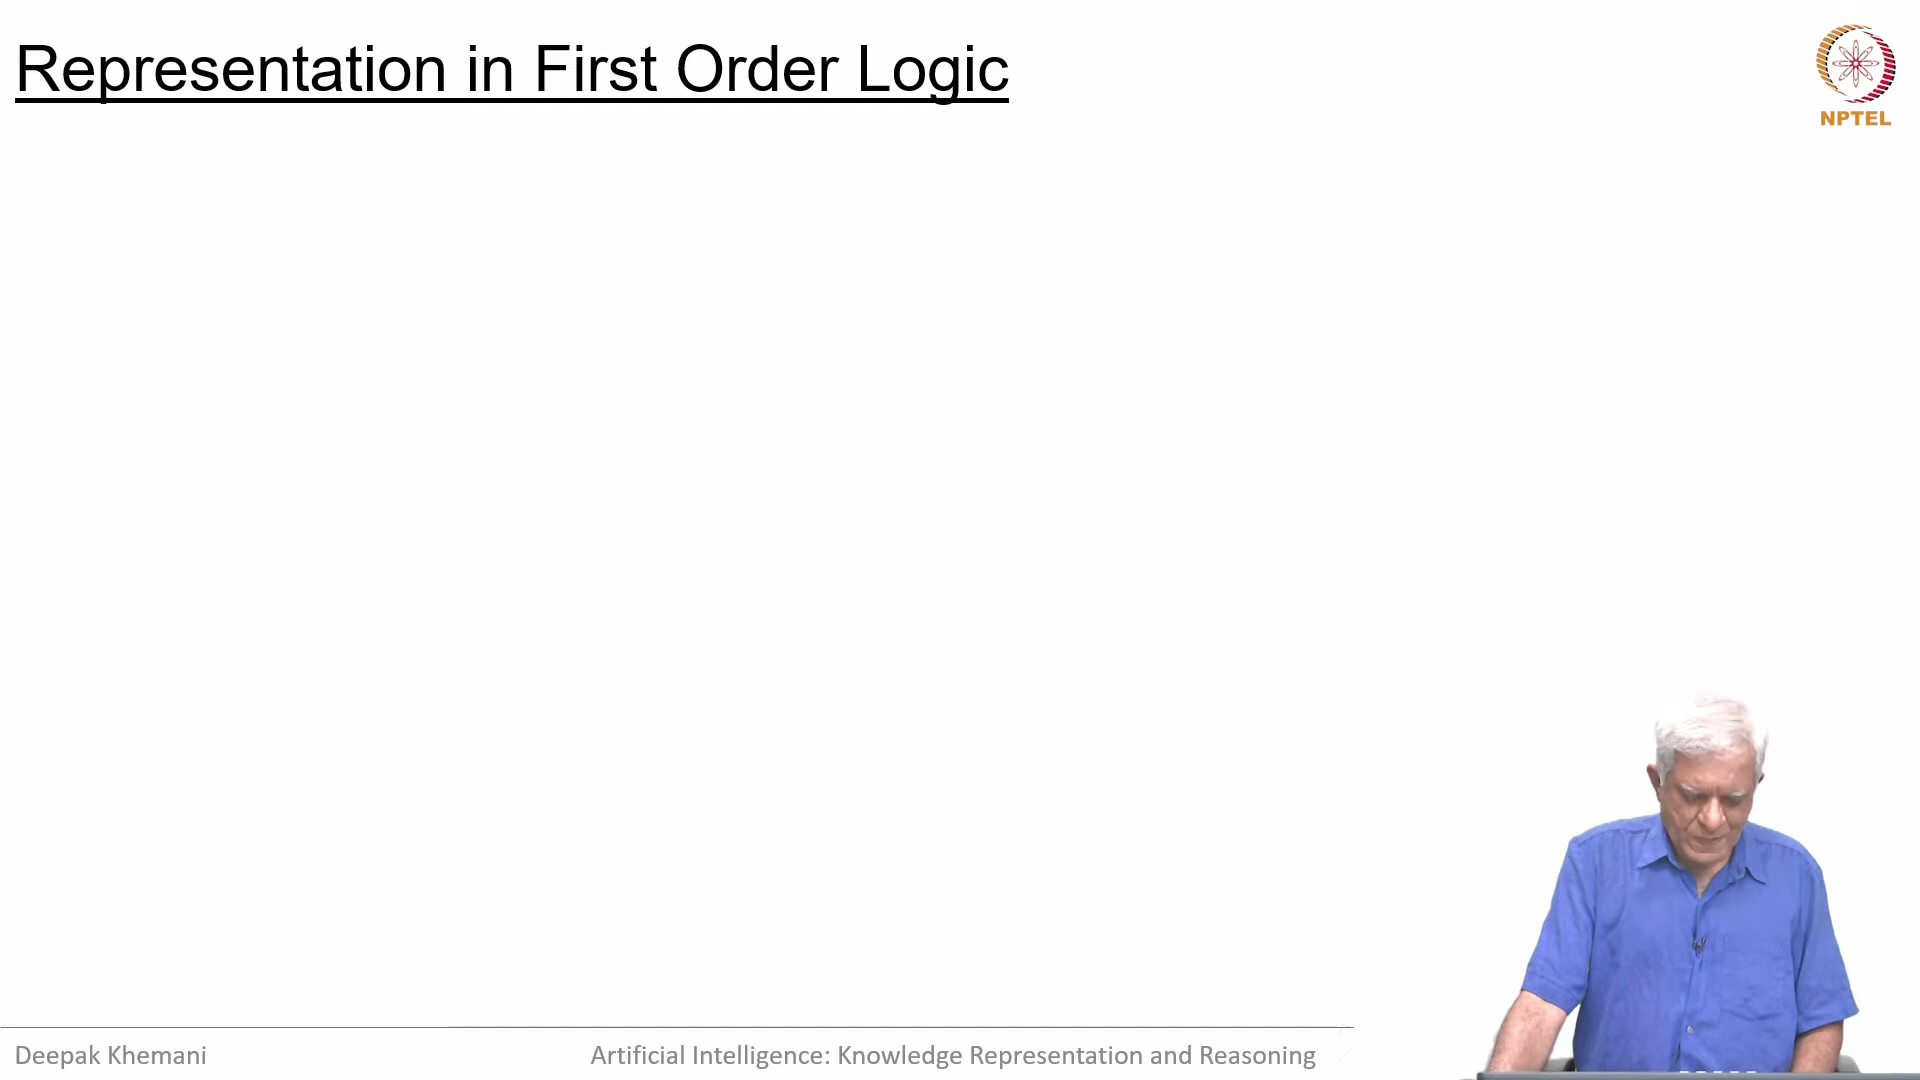 Representation in First Order Logic
NPTEL
Deepak Khemani
Artificial Intelligence: Knowledge Representation and Reasoning